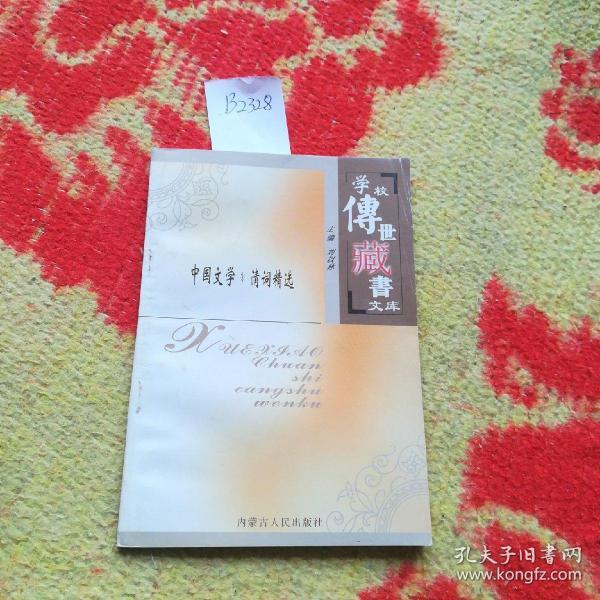 B2328
学校
傳世
藏書
文库
主编
中国文学：清词精选
XUEXIAO
Chuan
shi
cangshu
wenku
内蒙古人民出版社
孔夫子旧书网
www.kongfz.com